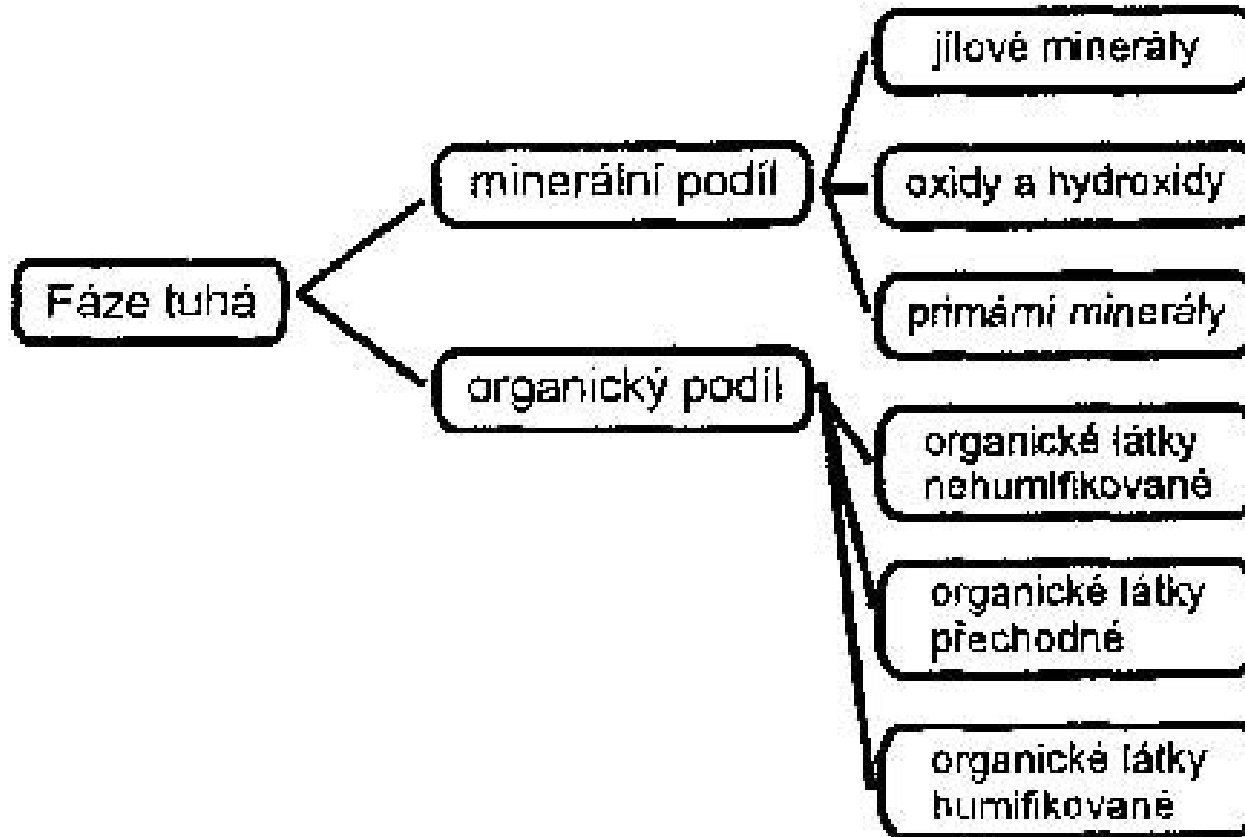 jílové minerály
minerální podíl
oxidy a hydroxidy
Fáze tuhá
primární minerály
organický podíl
organické látky
nehumifikované
organické látky
přechodné
organické látky
humifikované